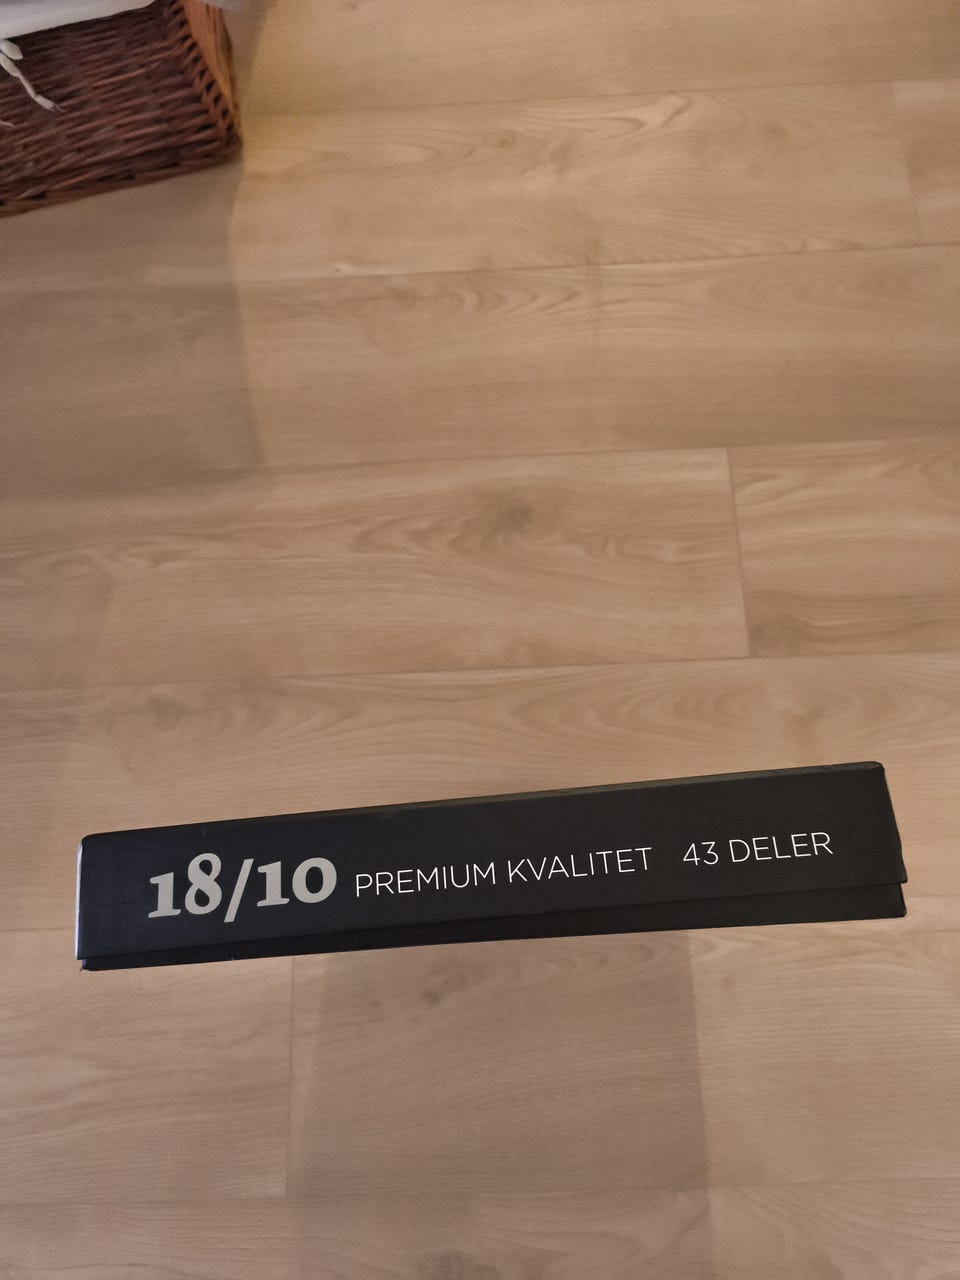 18/10 PREMIUM KVALITET 43 DELER